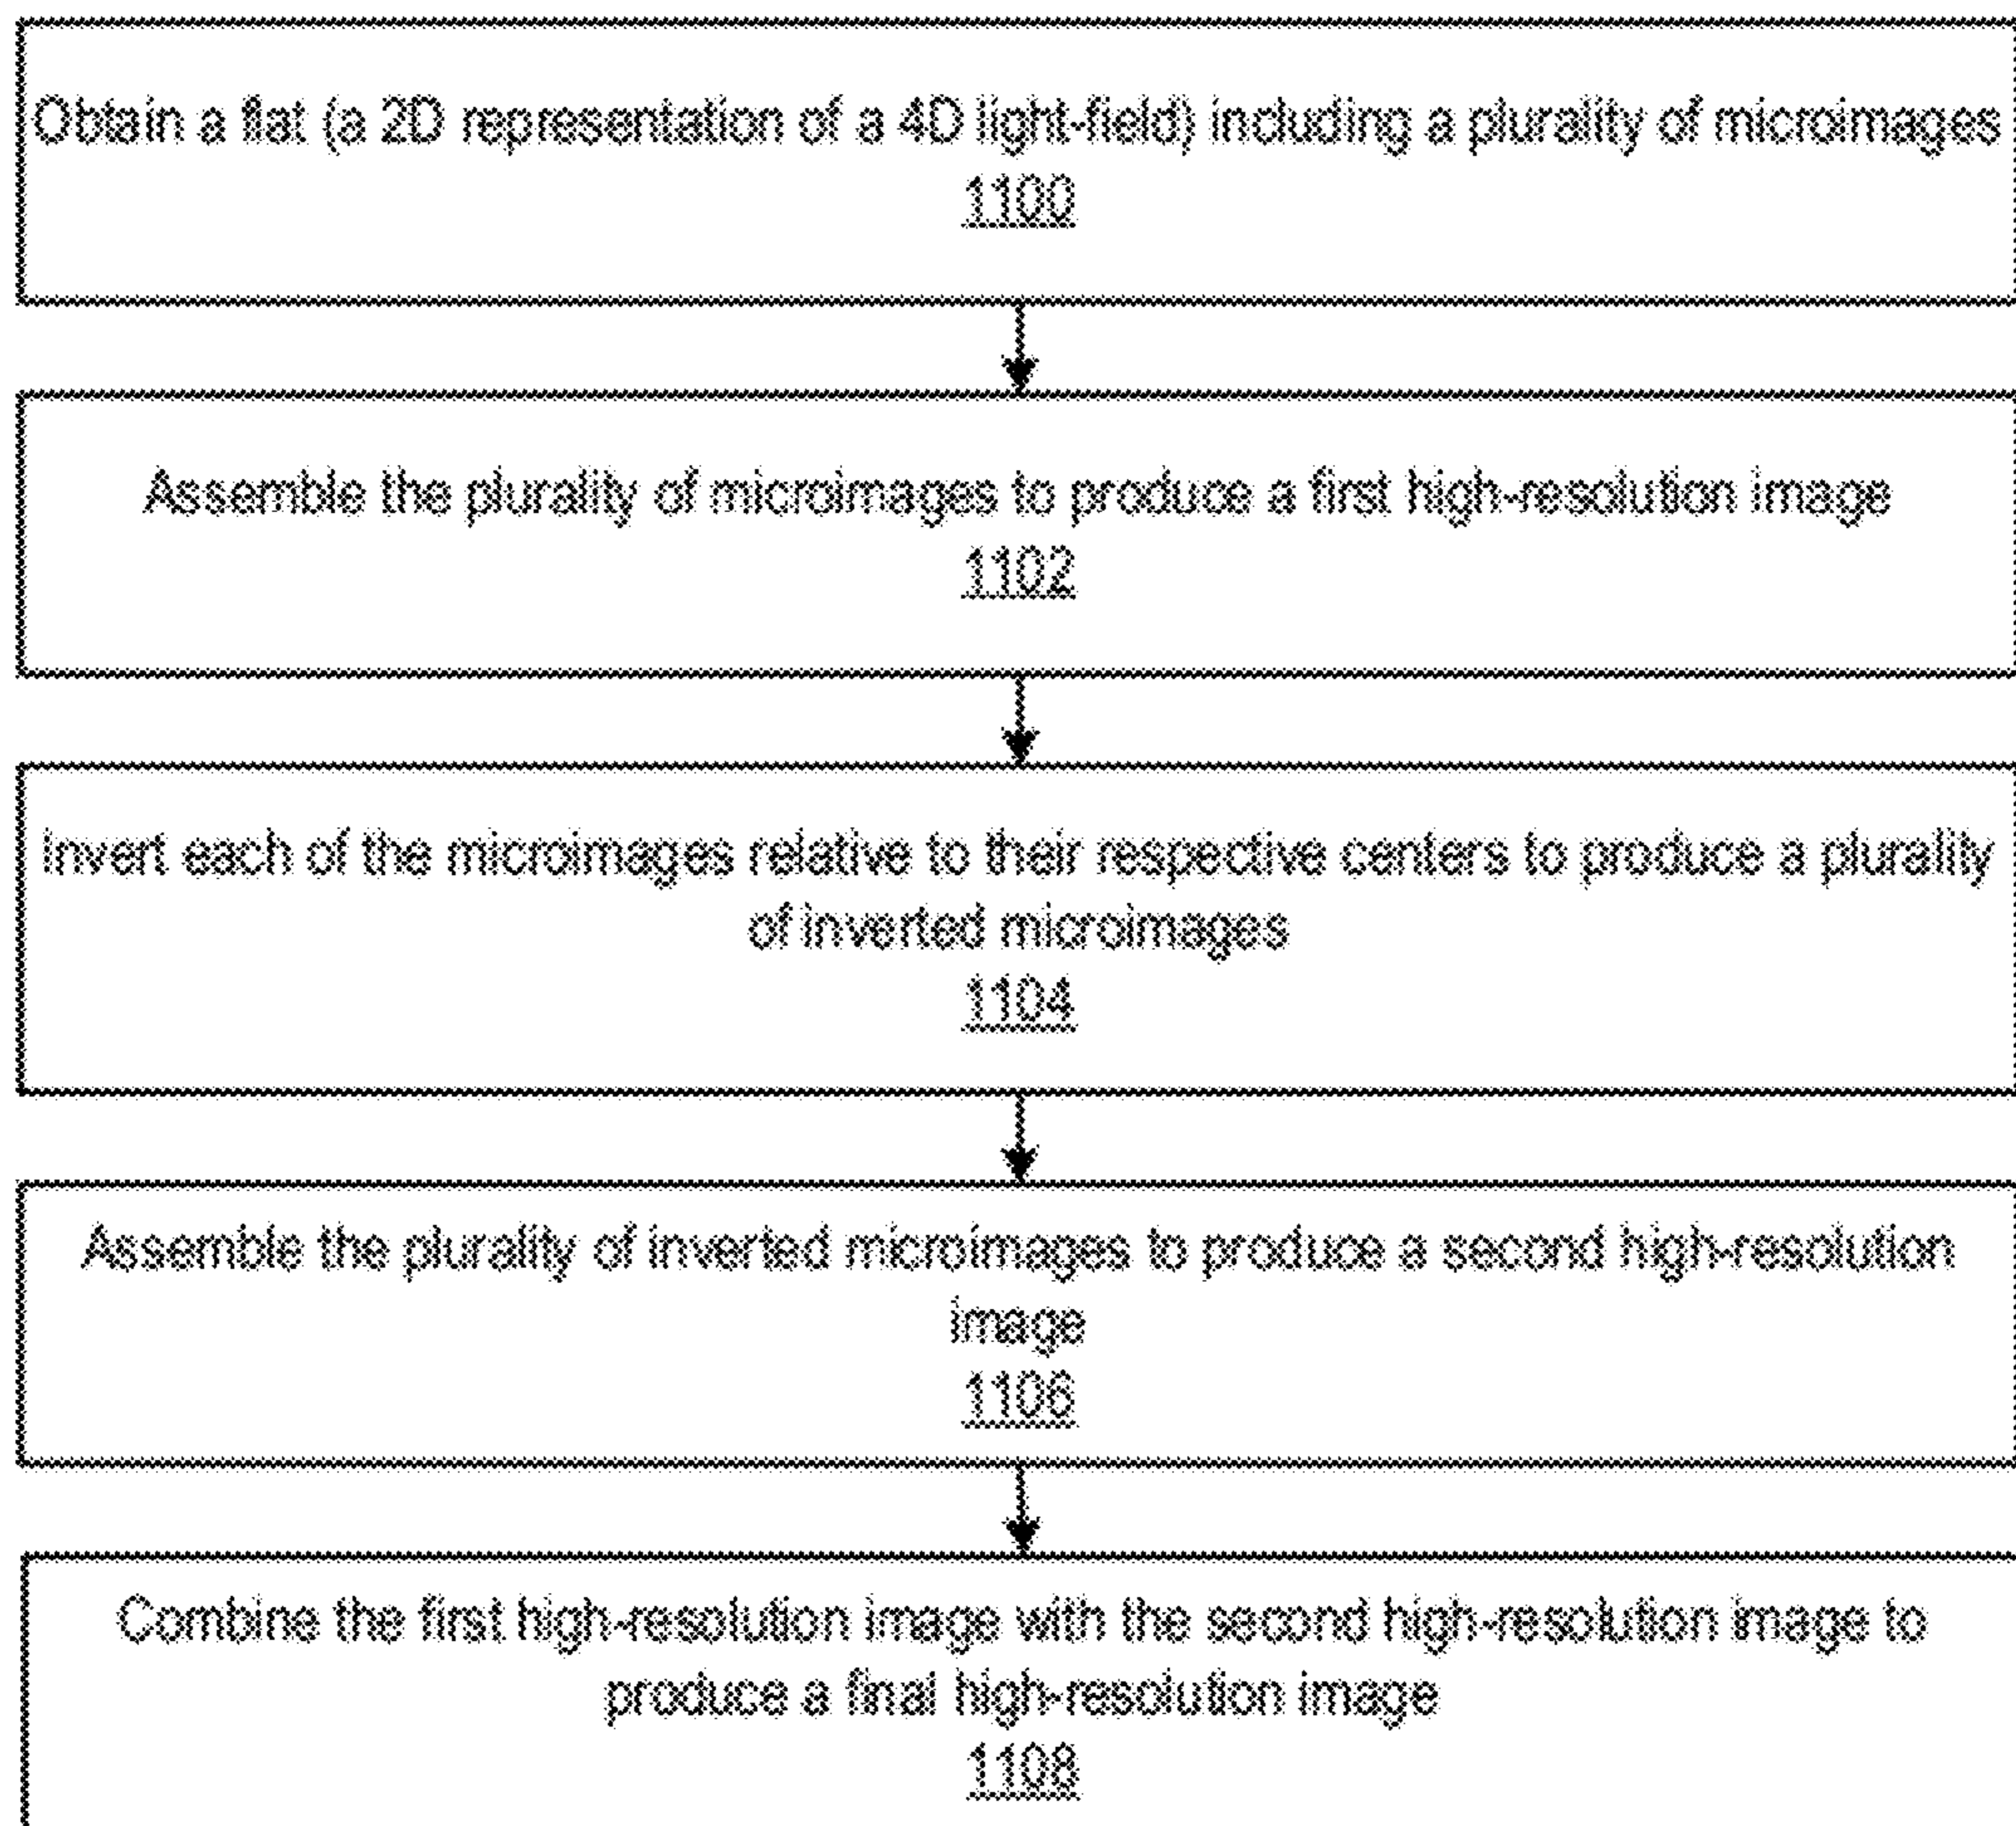 Obtain a flat (a 2D representation of a 4D light-field) including a plurality of microimages
1100
Assemble the plurality of microimages to produce a first high-resolution image
1102
Invert each of the microimages relative to their respective centers to produce a plurality
of inverted microimages
1104
Assemble the plurality of inverted microimages to produce a second high-resolution
image
1106
Combine the first high-resolution image with the second high-resolution image to
produce a final high-resolution image
1108